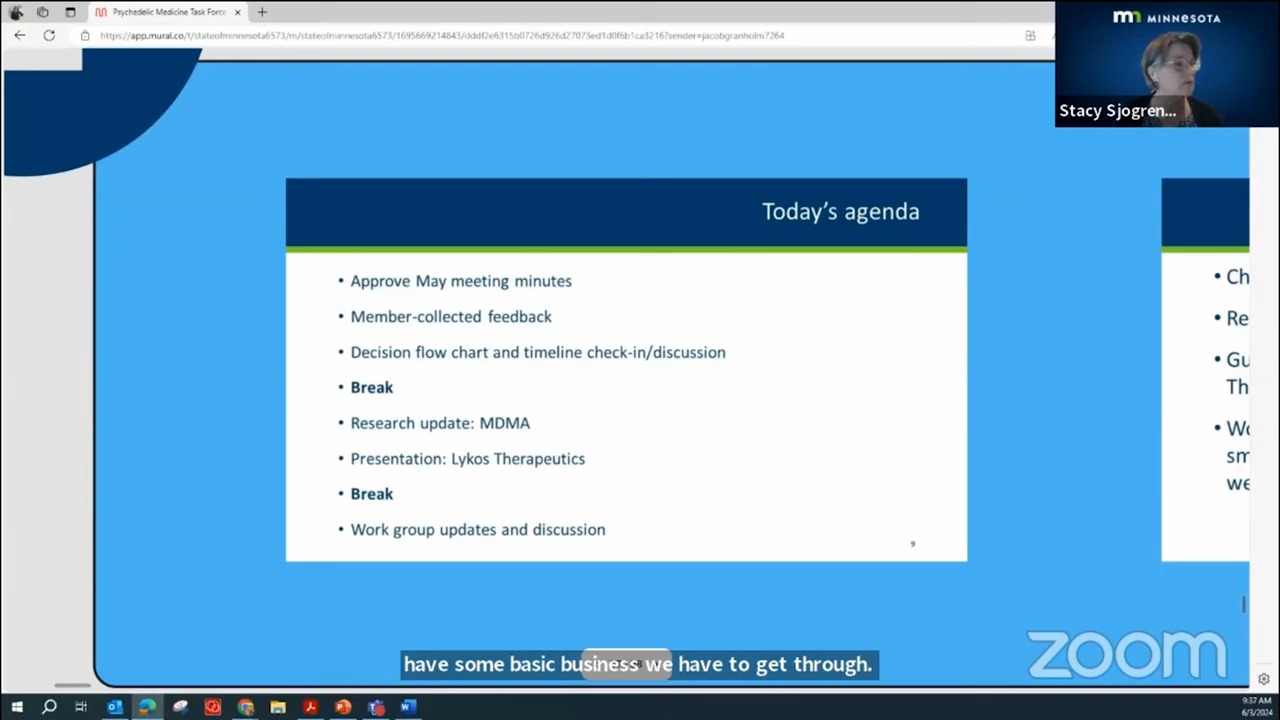 Psychedelic Medicine Task Force
https://app.mural.co/t/stateofminnesota6573/m/stateofminnesota6573/1695669214843/dddf2e6315b0726d926d27073ed1d0f6b1ca3216?sender=jacobgranholm7264
MINNESOTA
Stacy Sjogren...
Today's agenda
• Approve May meeting minutes
• Member-collected feedback
• Decision flow chart and timeline check-in/discussion
• Break
• Research update: MDMA
• Presentation: Lykos Therapeutics
• Break
• Work group updates and discussion
9
• Ch
• Re
• Gu
Th
• Wo
sm
we
have some basic business we have to get through.
zoom
9:37 AM
6/3/2024